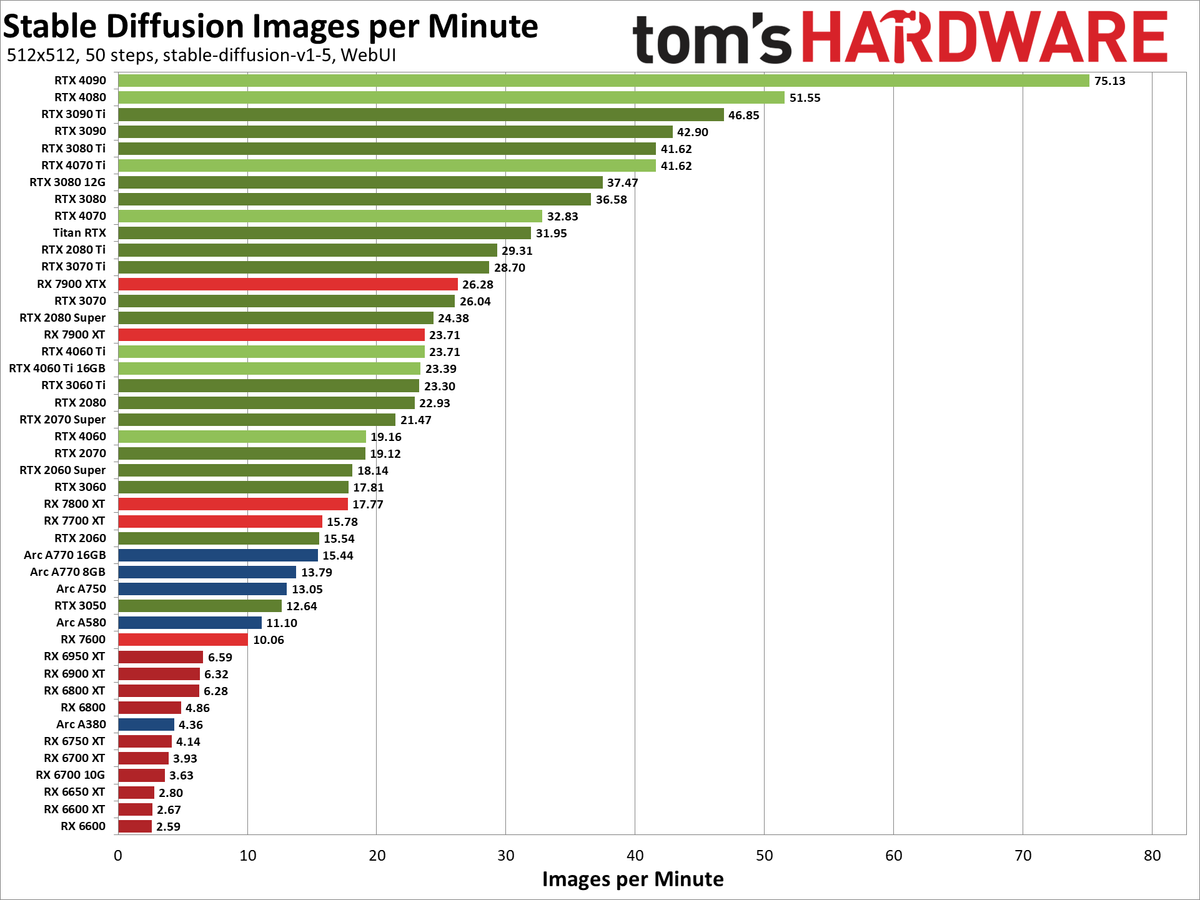 Stable Diffusion Images per Minute
tom's HARDWARE
512x512, 50 steps, stable-diffusion-v1-5, WebUI
RTX 4090 75.13
RTX 4080 51.55
RTX 3090 Ti 46.85
RTX 3090 42.90
RTX 3080 Ti 41.62
RTX 4070 Ti 41.62
RTX 3080 12G 37.47
RTX 3080 36.58
RTX 4070 32.83
Titan RTX 31.95
RTX 2080 Ti 29.31
RTX 3070 Ti 28.70
RX 7900 XTX 26.28
RTX 3070 26.04
RTX 2080 Super 24.38
RX 7900 XT 23.71
RTX 4060 Ti 23.71
RTX 4060 Ti 16GB 23.39
RTX 3060 Ti 23.30
RTX 2080 22.93
RTX 2070 Super 21.47
RTX 4060 19.16
RTX 2070 19.12
RTX 2060 Super 18.14
RTX 3060 17.81
RX 7800 XT 17.77
RX 7700 XT 15.78
RTX 2060 15.54
Arc A770 16GB 15.44
Arc A770 8GB 13.79
Arc A750 13.05
RTX 3050 12.64
Arc A580 11.10
RX 7600 10.06
RX 6950 XT 6.59
RX 6900 XT 6.32
RX 6800 XT 6.28
RX 6800 4.86
Arc A380 4.36
RX 6750 XT 4.14
RX 6700 XT 3.93
RX 6700 10G 3.63
RX 6650 XT 2.80
RX 6600 XT 2.67
RX 6600 2.59
0 10 20 30 40 50 60 70 80
Images per Minute